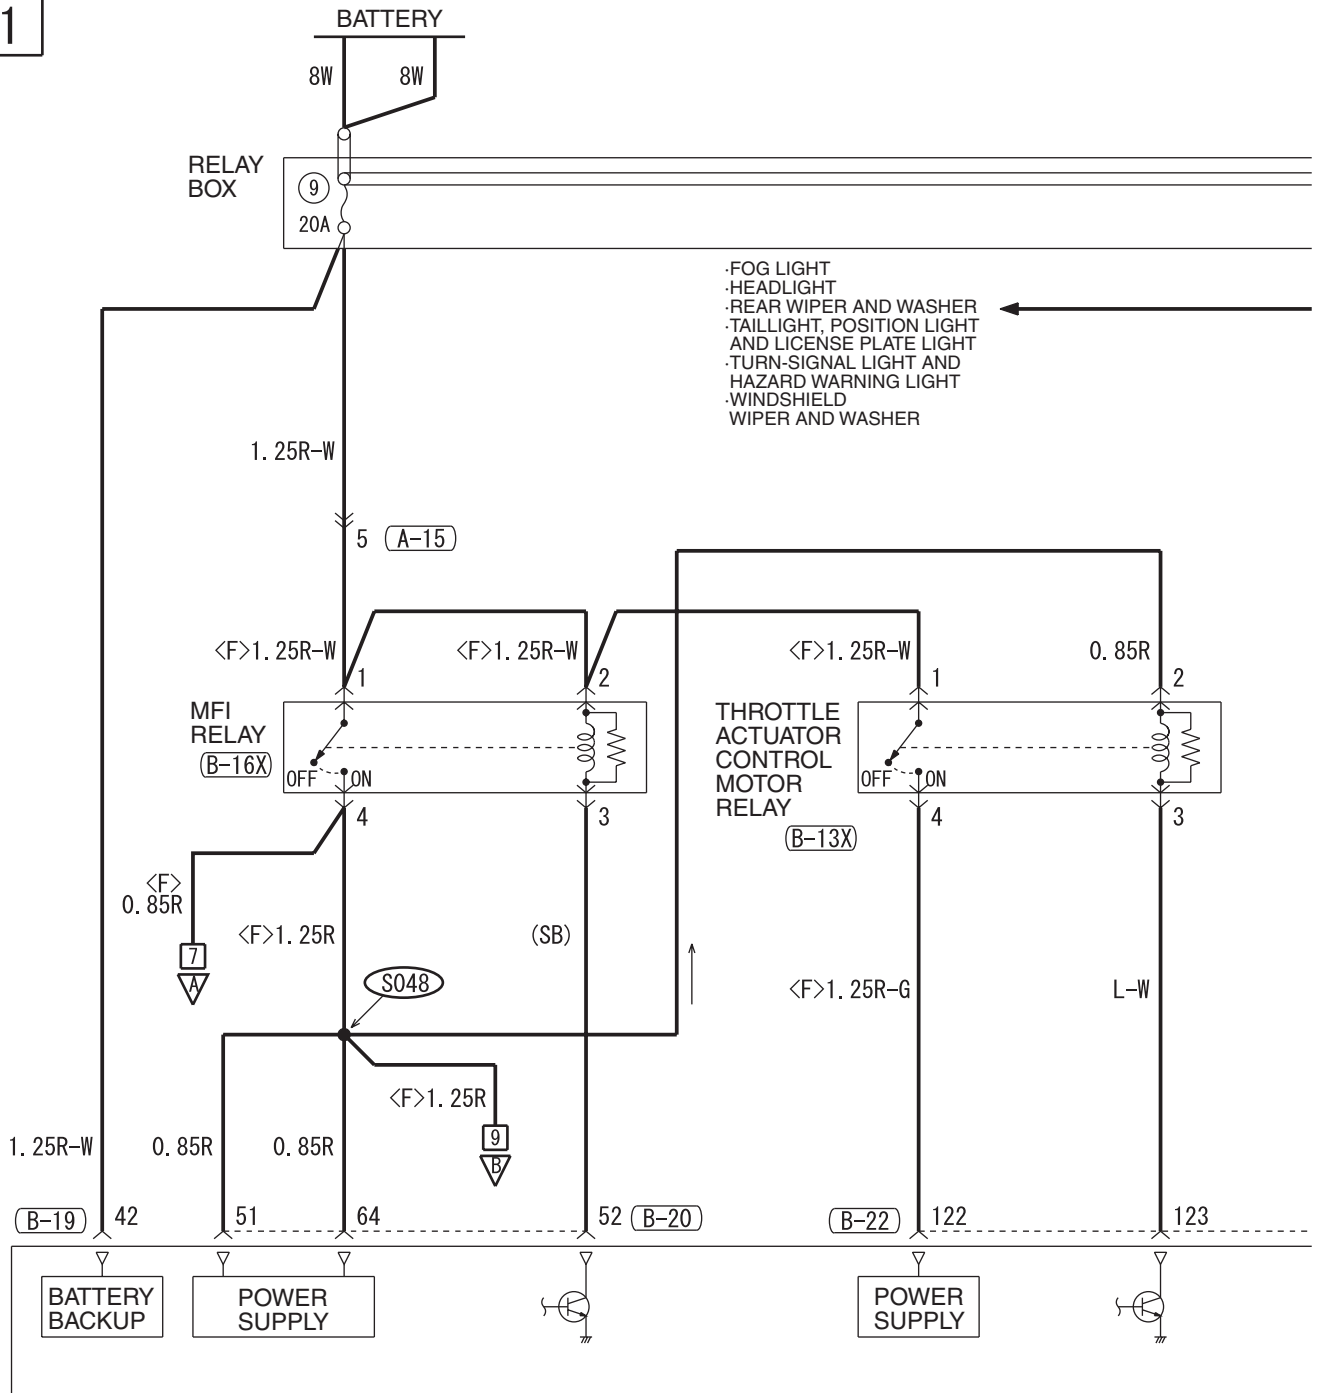 1
BATTERY
8W
8W
RELAY
BOX
9
20A
·FOG LIGHT
·HEADLIGHT
·REAR WIPER AND WASHER
·TAILLIGHT, POSITION LIGHT
AND LICENSE PLATE LIGHT
·TURN-SIGNAL LIGHT AND
HAZARD WARNING LIGHT
·WINDSHIELD
WIPER AND WASHER
1.25R-W
5
A-15
<F>1.25R-W
<F>1.25R-W
<F>1.25R-W
0.85R
1
2
1
2
MFI
RELAY
B-16X
OFF
ON
THROTTLE
ACTUATOR
CONTROL
MOTOR
RELAY
B-13X
OFF
ON
4
3
4
3
<F>
0.85R
7
A
<F>1.25R
(SB)
S048
<F>1.25R-G
L-W
<F>1.25R
9
B
1.25R-W
0.85R
0.85R
B-19
42
51
64
52
B-20
B-22
122
123
BATTERY
BACKUP
POWER
SUPPLY
POWER
SUPPLY